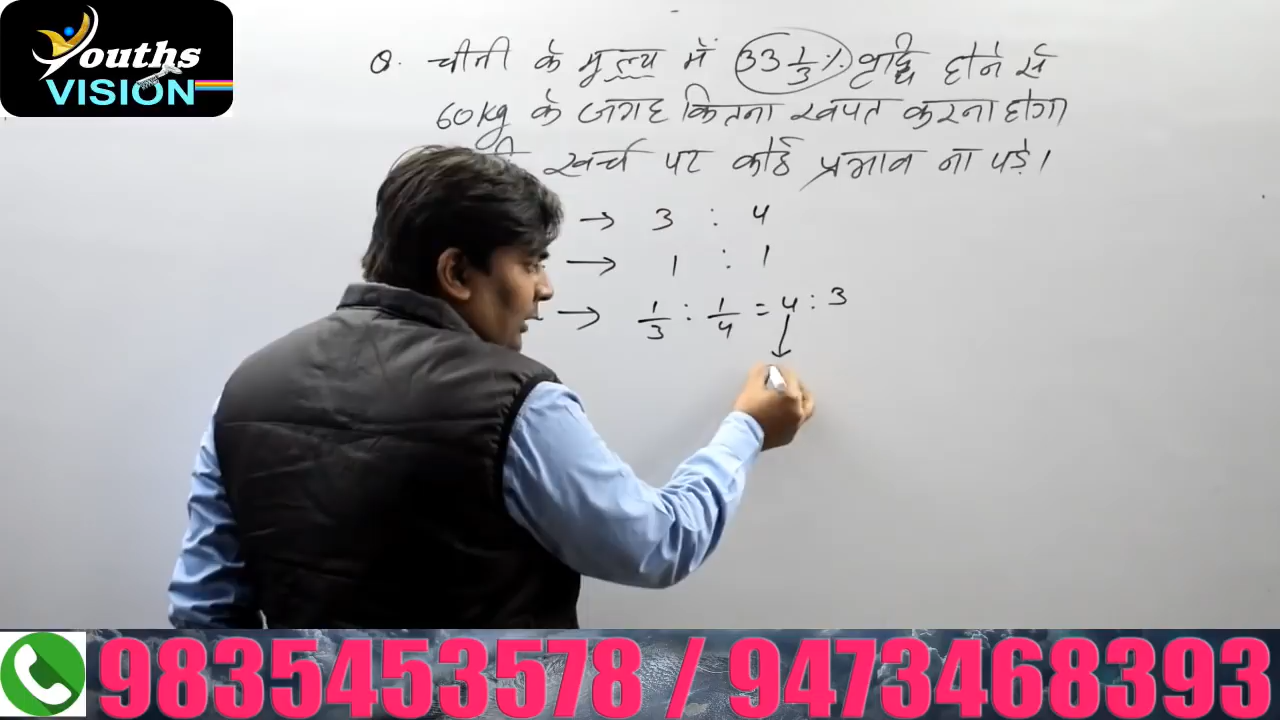 Youths
VISION
Q. चीनी के मुल्य में 33 1/3 % वृद्धि होने से
60kg के जगह कितना खपत करना होगा
खर्च पर कोई प्रभाव ना पड़े।
→ 3 : 4
→ 1 : 1
→ 1/3 : 1/4 = 4 : 3
9835453578 / 9473468393